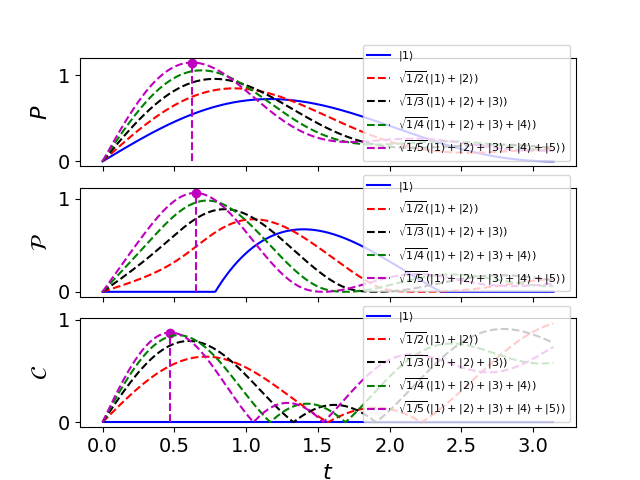 P
1
0
|1⟩
√1/2(|1⟩ + |2⟩)
√1/3(|1⟩ + |2⟩ + |3⟩)
√1/4(|1⟩ + |2⟩ + |3⟩ + |4⟩)
√1/5(|1⟩ + |2⟩ + |3⟩ + |4⟩ + |5⟩)
𝒫
1
0
|1⟩
√1/2(|1⟩ + |2⟩)
√1/3(|1⟩ + |2⟩ + |3⟩)
√1/4(|1⟩ + |2⟩ + |3⟩ + |4⟩)
√1/5(|1⟩ + |2⟩ + |3⟩ + |4⟩ + |5⟩)
𝒞
1
0
|1⟩
√1/2(|1⟩ + |2⟩)
√1/3(|1⟩ + |2⟩ + |3⟩)
√1/4(|1⟩ + |2⟩ + |3⟩ + |4⟩)
√1/5(|1⟩ + |2⟩ + |3⟩ + |4⟩ + |5⟩)
0.0 0.5 1.0 1.5 2.0 2.5 3.0
t